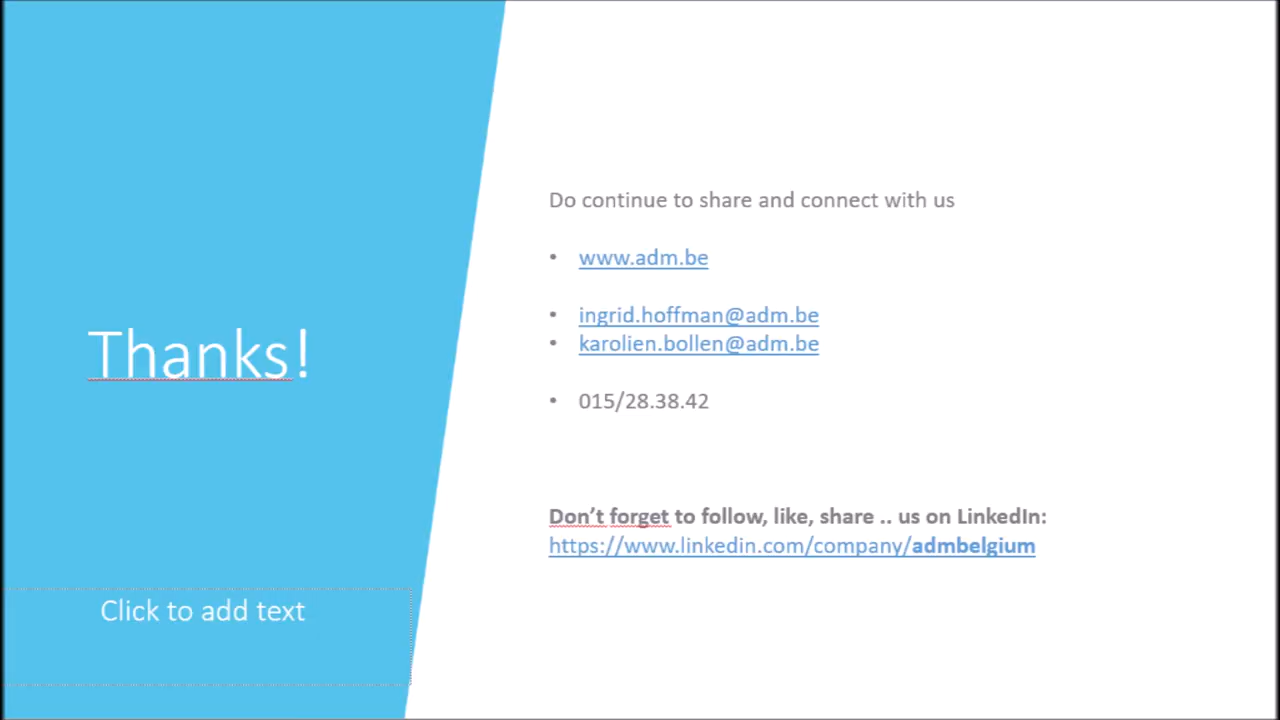 Thanks!
Click to add text
Do continue to share and connect with us
• www.adm.be
• ingrid.hoffman@adm.be
• karolien.bollen@adm.be
• 015/28.38.42
Don’t forget to follow, like, share .. us on LinkedIn:
https://www.linkedin.com/company/admbelgium